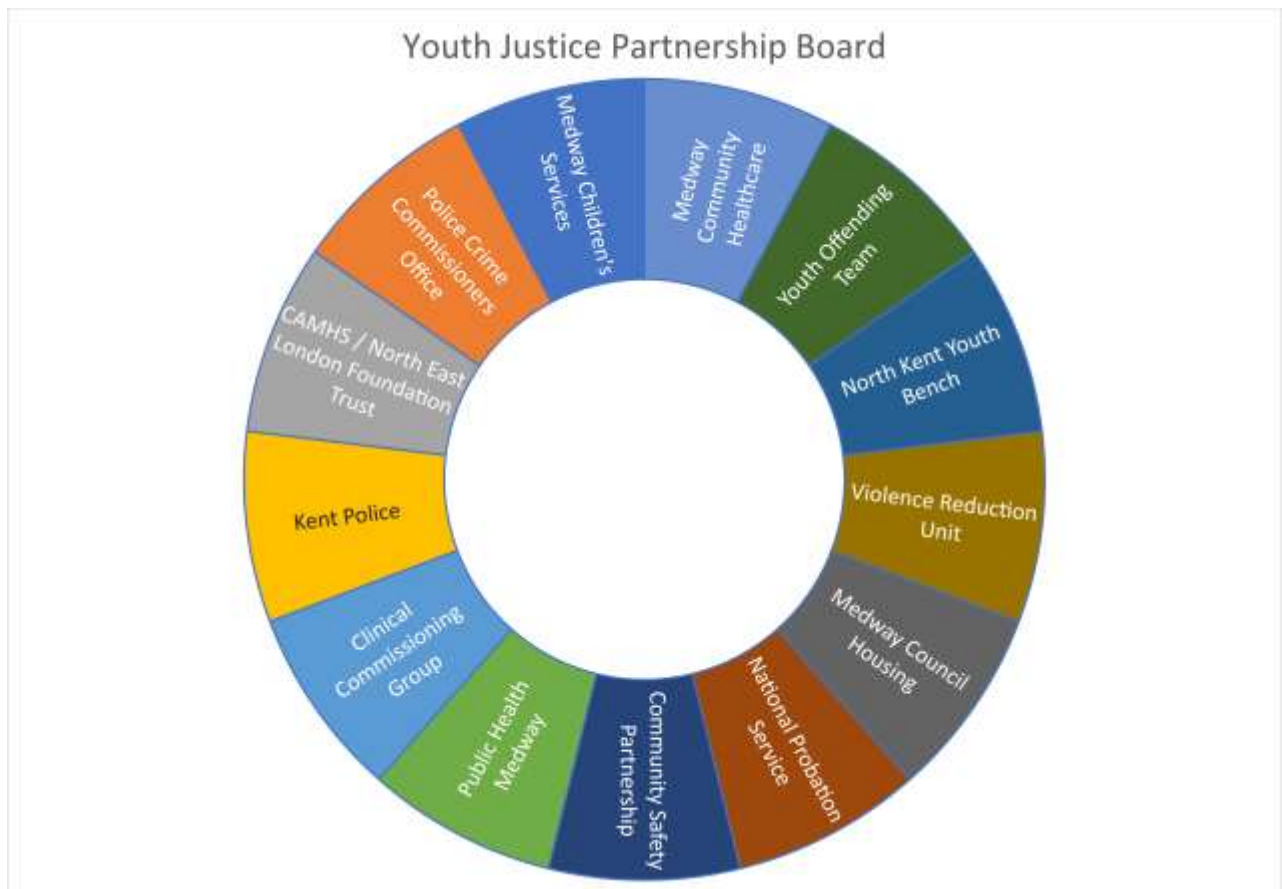 Youth Justice Partnership Board
Medway Children's
Services
Medway
Community
Healthcare
Youth Offending
Team
North Kent Youth
Bench
Violence Reduction
Unit
Medway Council
Housing
National Probation
Service
Community Safety
Partnership
Public Health
Medway
Clinical
Commissioning
Group
Kent Police
CAMHS / North East
London Foundation
Trust
Police Crime
Commissioners
Office